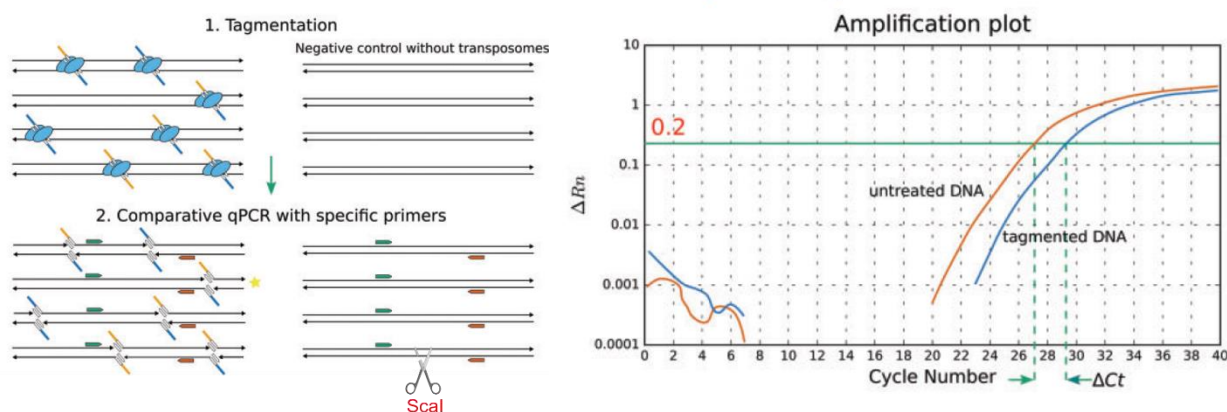 1. Tagmentation
Negative control without transposomes
2. Comparative qPCR with specific primers
ScaI
Amplification plot
10
1
0.2
0.1
0.01
0.001
0.0001
ΔRn
untreated DNA
tagmented DNA
0 2 4 6 8 10 12 14 16 18 20 22 24 26 28 30 32 34 36 38 40
Cycle Number
ΔCt